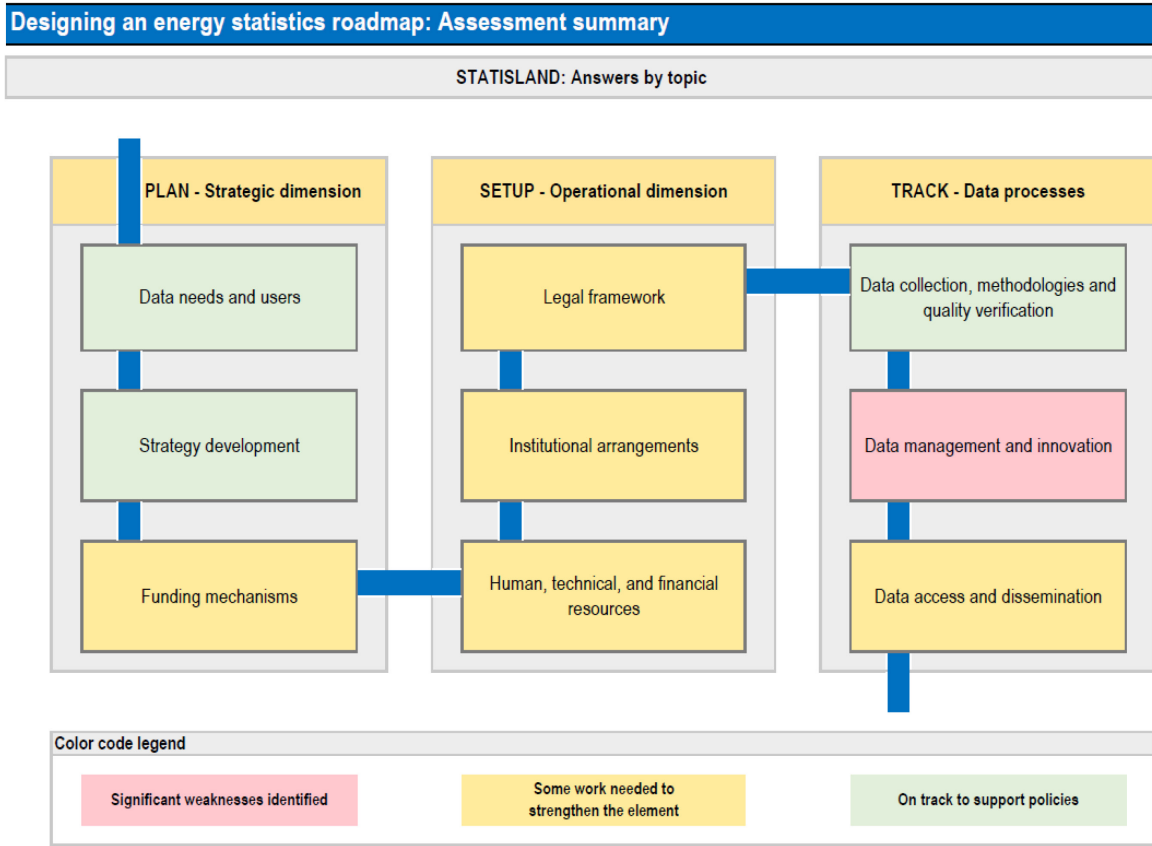 Designing an energy statistics roadmap: Assessment summary
STATISLAND: Answers by topic
PLAN - Strategic dimension
Data needs and users
Strategy development
Funding mechanisms
SETUP - Operational dimension
Legal framework
Institutional arrangements
Human, technical, and financial
resources
TRACK - Data processes
Data collection, methodologies and
quality verification
Data management and innovation
Data access and dissemination
Color code legend
Significant weaknesses identified
Some work needed to
strengthen the element
On track to support policies